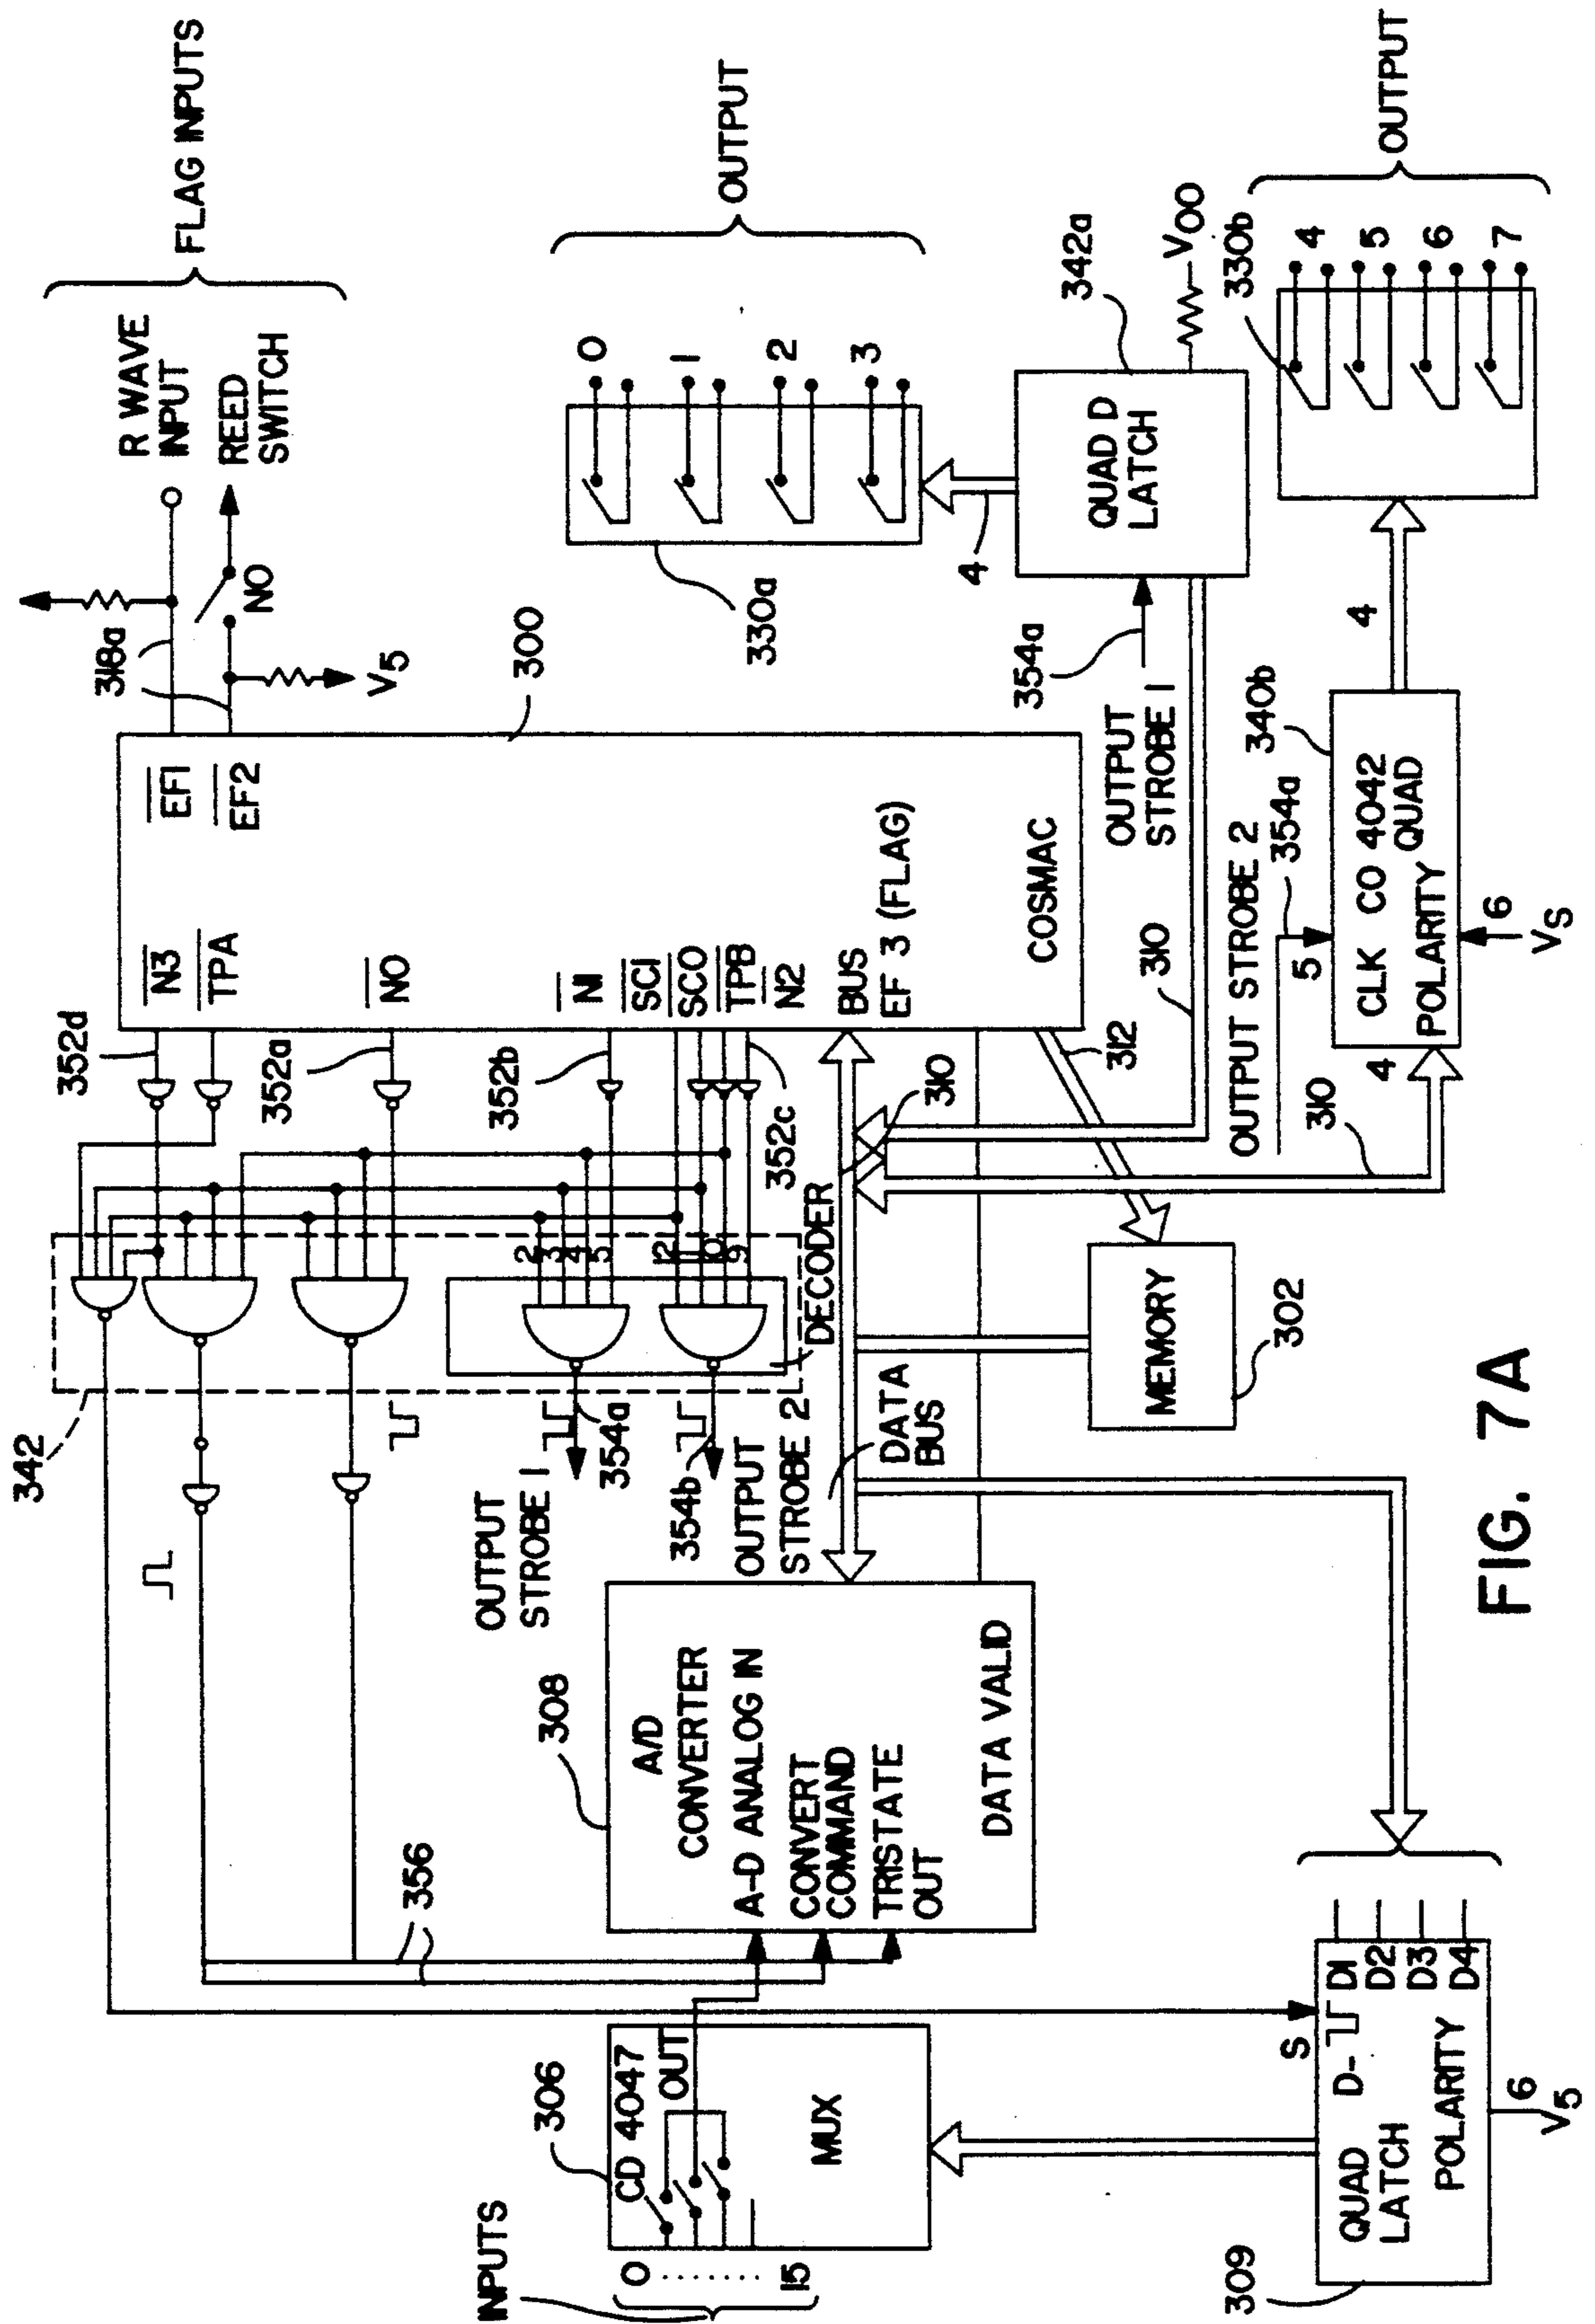 342
352d
352a
352b
352c
N3
TPA
NO
NI
SCI
SCO
TPB
N2
BUS
EF 3 (FLAG)
COSMAC
EF1
EF2
300
318a
NO
V5
R WAVE
INPUT
REED
SWITCH
FLAG INPUTS
2
3
4
5
12
11
10
9
DECODER
OUTPUT
STROBE 1
354a
354b
OUTPUT
STROBE 2
DATA
BUS
310
312
310
330a
0
1
2
3
OUTPUT
4
354a
OUTPUT
STROBE 1
QUAD D
LATCH
342a
V00
356
308
A/D
CONVERTER
A-D ANALOG IN
CONVERT
COMMAND
TRISTATE
OUT
DATA VALID
MEMORY
302
OUTPUT STROBE 2
354a
5
310
4
340b
CLK CO 4042
QUAD
POLARITY
6
VS
4
330b
4
5
6
7
OUTPUT
INPUTS
0
15
306
CD 4047
OUT
MUX
309
S
D-
D1
D2
D3
D4
QUAD
LATCH
POLARITY
6
V5
FIG. 7A